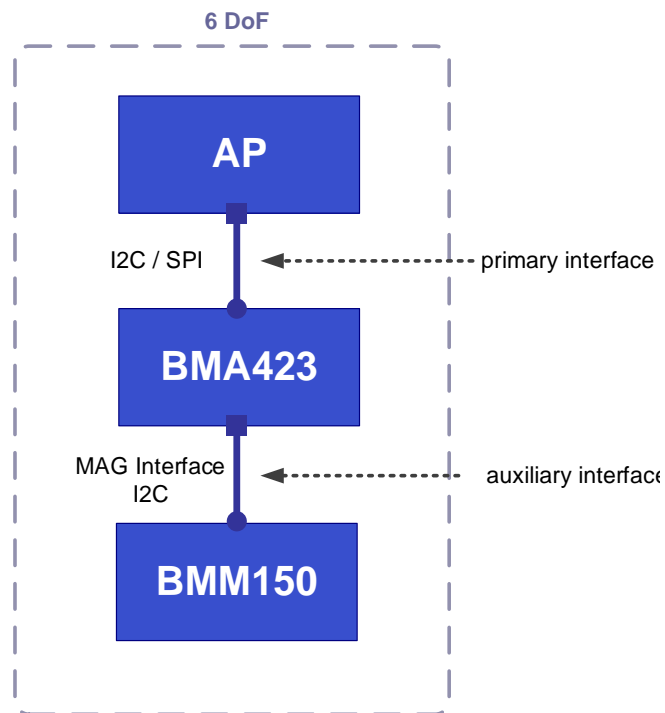 6 DoF
AP
I2C / SPI
primary interface
BMA423
MAG Interface
I2C
auxiliary interface
BMM150